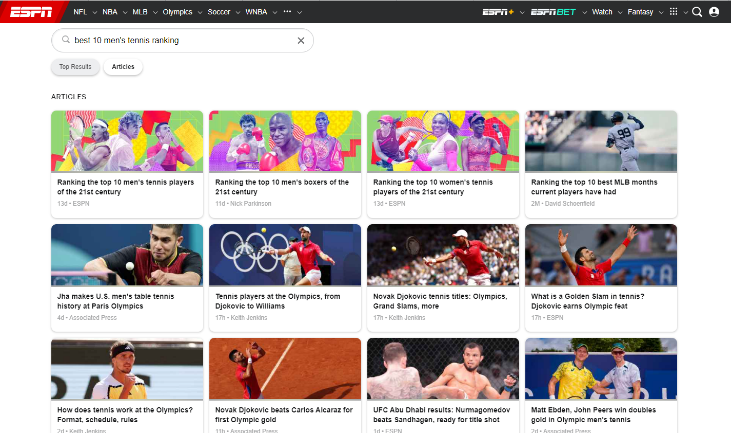 ESPN NFL NBA MLB Olympics Soccer WNBA ••• ESPN+ ESPN BET Watch Fantasy
best 10 men's tennis ranking
Top Results Articles
ARTICLES
Ranking the top 10 men's tennis players
of the 21st century
13d • ESPN
Ranking the top 10 men's boxers of the
21st century
11d • Nick Parkinson
Ranking the top 10 women's tennis
players of the 21st century
13d • ESPN
Ranking the top 10 best MLB months
current players have had
2M • David Schoenfield
99
Jha makes U.S. men's table tennis
history at Paris Olympics
4d • Associated Press
Tennis players at the Olympics, from
Djokovic to Williams
17h • Keith Jenkins
Novak Djokovic tennis titles: Olympics,
Grand Slams, more
17h • Keith Jenkins
What is a Golden Slam in tennis?
Djokovic earns Olympic feat
17h • ESPN
How does tennis work at the Olympics?
Format, schedule, rules
2d • Keith Jenkins
Novak Djokovic beats Carlos Alcaraz for
first Olympic gold
11h • Associated Press
UFC Abu Dhabi results: Nurmagomedov
beats Sandhagen, ready for title shot
1d • ESPN
Matt Ebden, John Peers win doubles
gold in Olympic men's tennis
2d • Associated Press